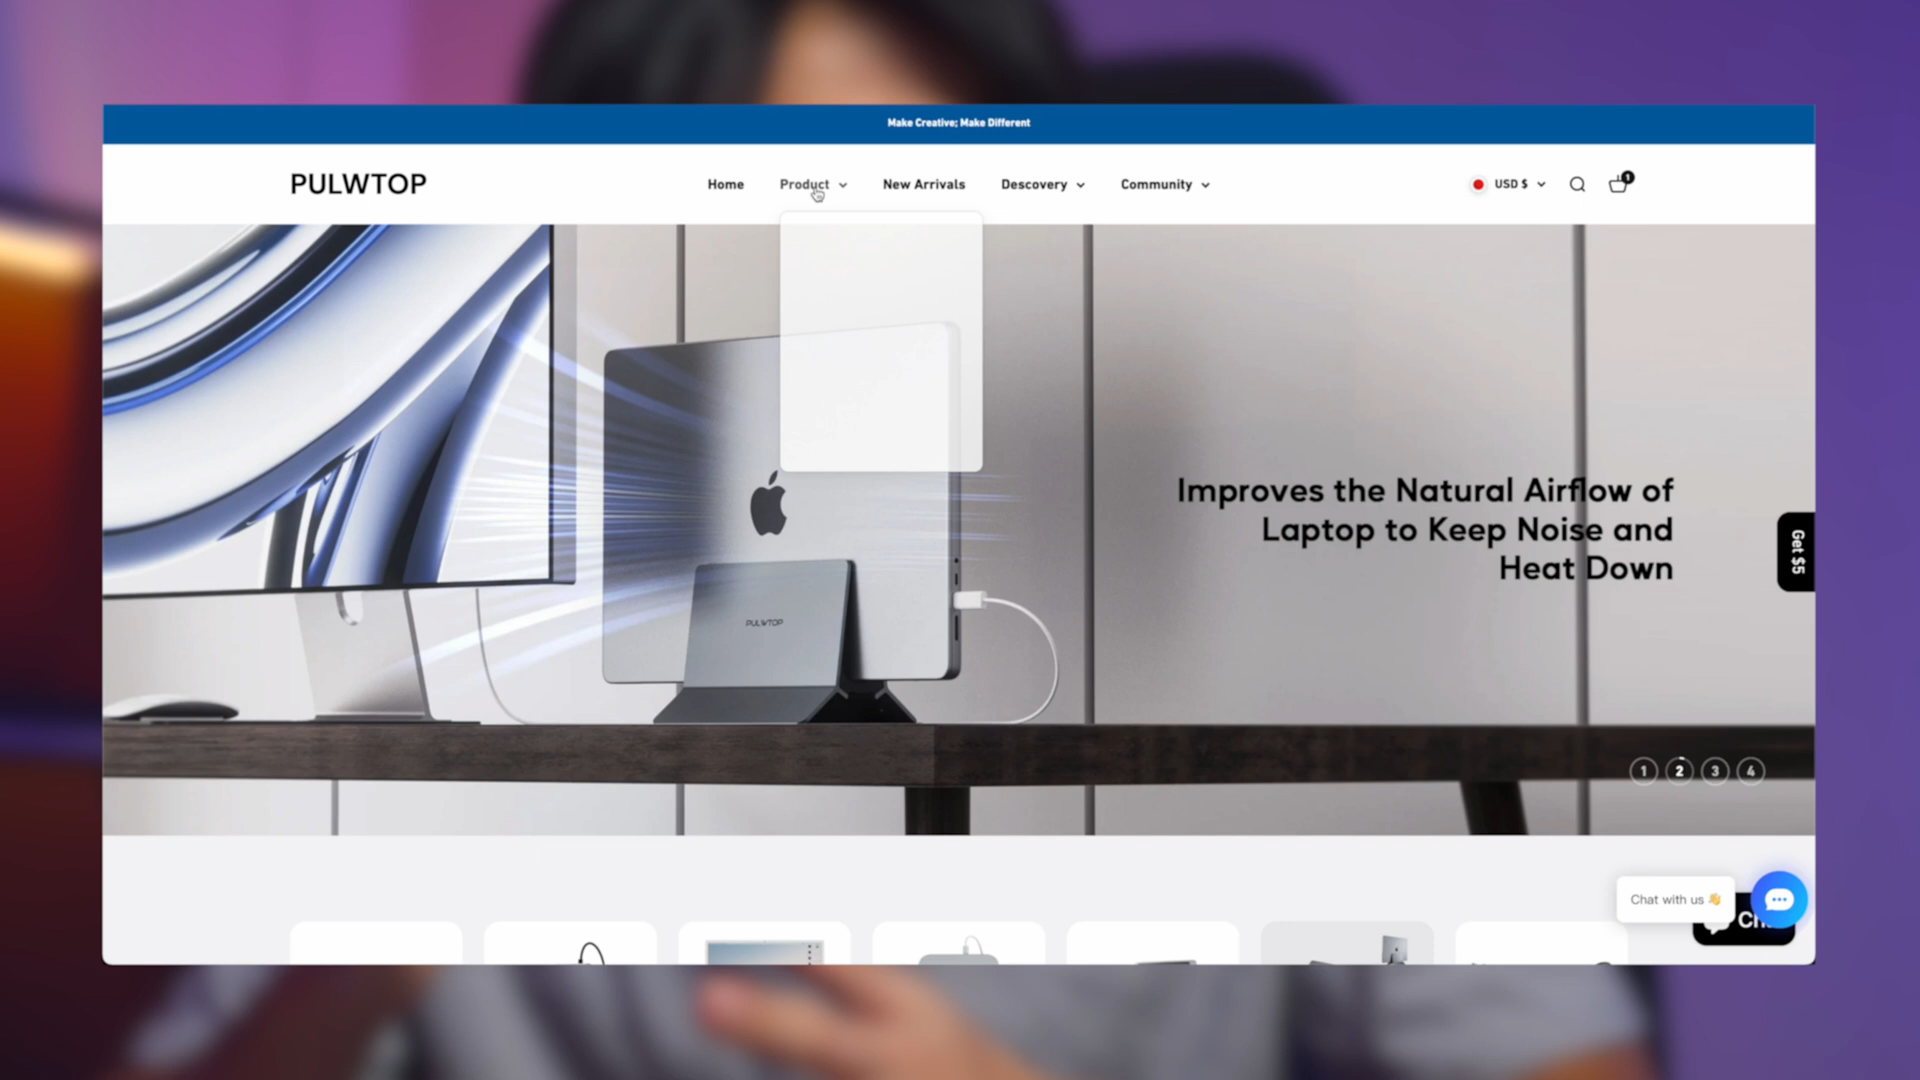 Make Creative; Make Different
PULWTOP
Home
Product
New Arrivals
Descovery
Community
USD $
1
Improves the Natural Airflow of
Laptop to Keep Noise and
Heat Down
Get $5
PULWTOP
1
2
3
4
Chat with us 👋